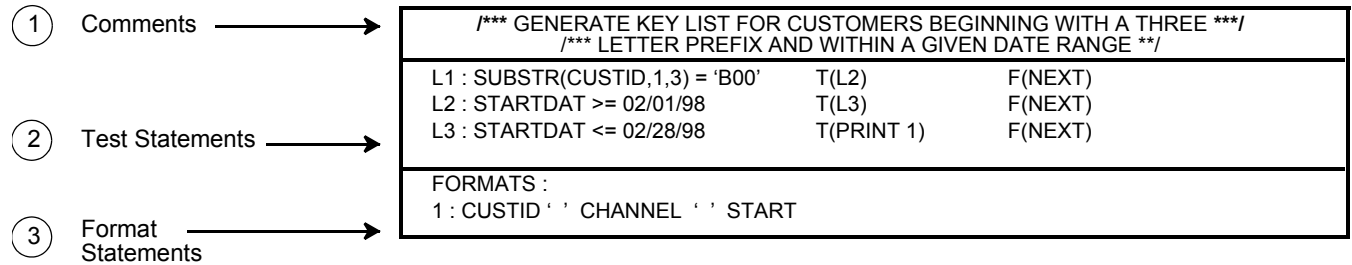 1 Comments
/*** GENERATE KEY LIST FOR CUSTOMERS BEGINNING WITH A THREE ***/
/*** LETTER PREFIX AND WITHIN A GIVEN DATE RANGE **/
L1 : SUBSTR(CUSTID,1,3) = ‘B00’ T(L2) F(NEXT)
L2 : STARTDAT >= 02/01/98 T(L3) F(NEXT)
2 Test Statements
L3 : STARTDAT <= 02/28/98 T(PRINT 1) F(NEXT)
FORMATS :
1 : CUSTID ‘ ’ CHANNEL ‘ ’ START
3 Format
Statements